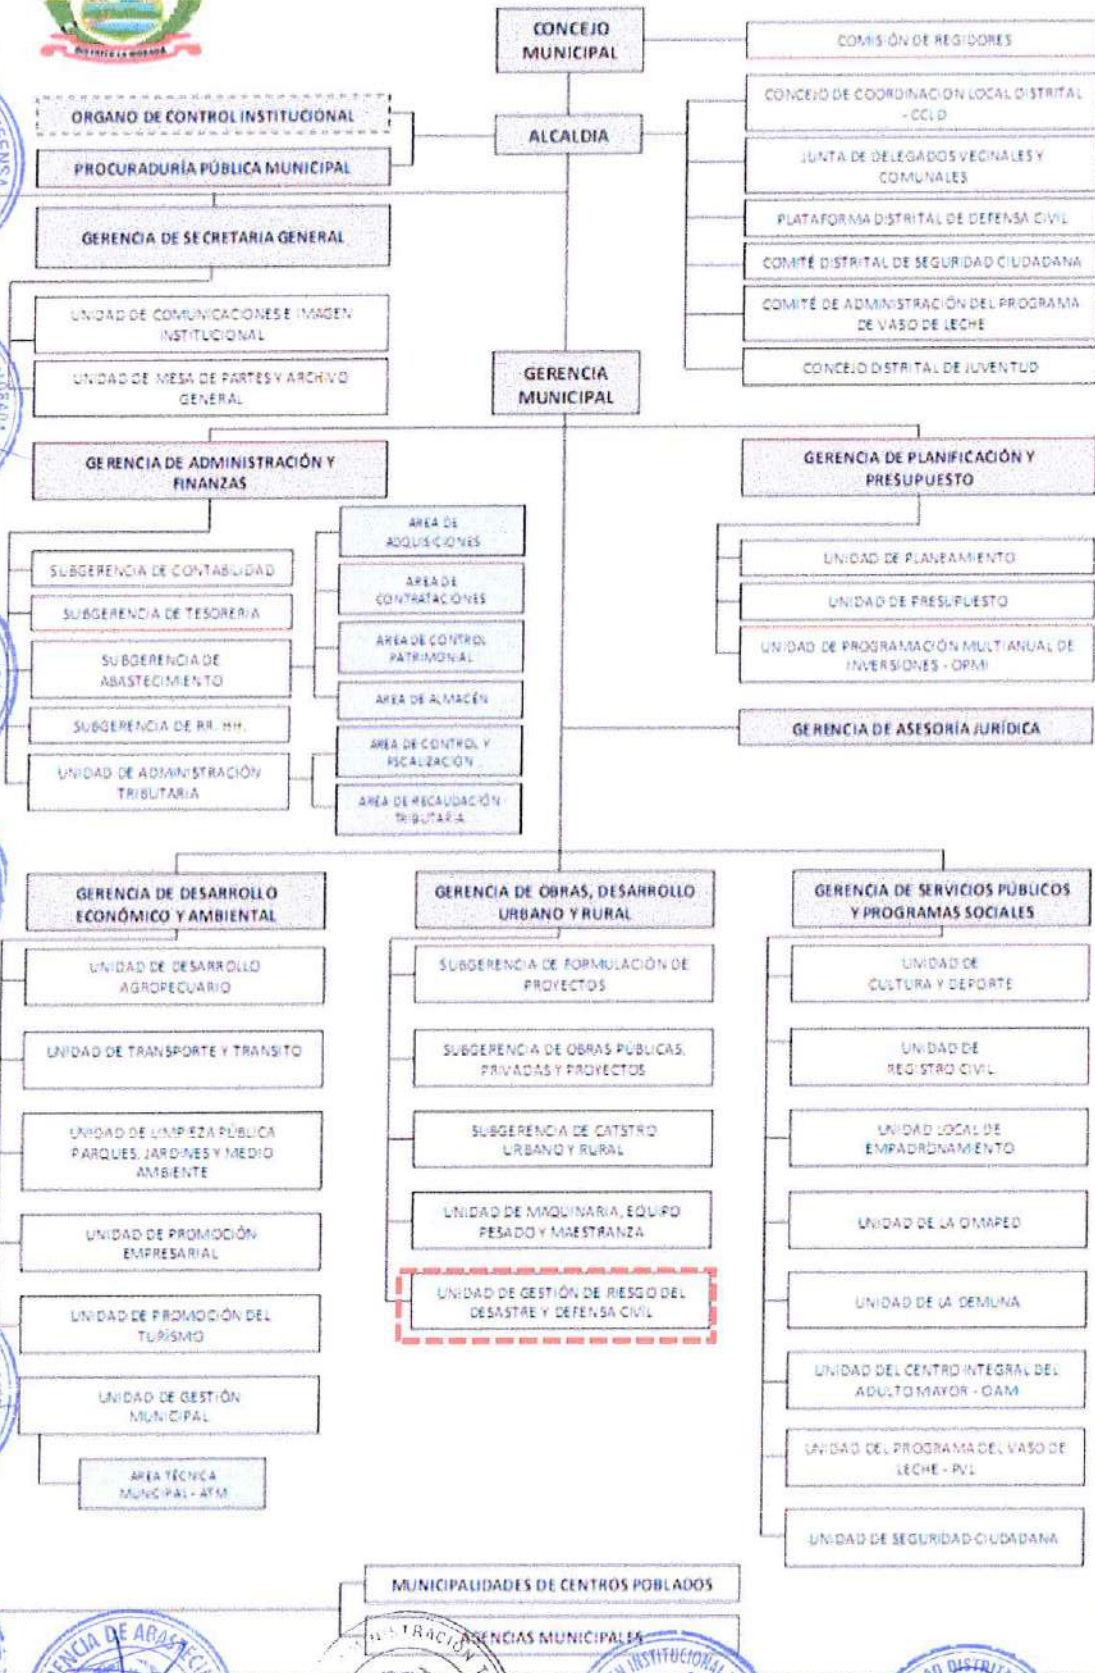 DISTRITO LA MORADA
CONCEJO
MUNICIPAL
COMISIÓN DE REGIDORES
ORGANO DE CONTROL INSTITUCIONAL
PROCURADURÍA PÚBLICA MUNICIPAL
ALCALDIA
CONCEJO DE COORDINACION LOCAL DISTRITAL
- CCLD
JUNTA DE DELEGADOS VECINALES Y
COMUNALES
PLATAFORMA DISTRITAL DE DEFENSA CIVIL
COMITÉ DISTRITAL DE SEGURIDAD CIUDADANA
COMITÉ DE ADMINISTRACIÓN DEL PROGRAMA
DE VASO DE LECHE
CONCEJO DISTRITAL DE JUVENTUD
GERENCIA DE SECRETARIA GENERAL
UNIDAD DE COMUNICACIONES E IMAGEN
INSTITUCIONAL
UNIDAD DE MESA DE PARTES Y ARCHIVO
GENERAL
GERENCIA
MUNICIPAL
GERENCIA DE ADMINISTRACIÓN Y
FINANZAS
GERENCIA DE PLANIFICACIÓN Y
PRESUPUESTO
SUBGERENCIA DE CONTABILIDAD
SUBGERENCIA DE TESORERIA
SUBGERENCIA DE
ABASTECIMIENTO
SUBGERENCIA DE RR. HH.
UNIDAD DE ADMINISTRACIÓN
TRIBUTARIA
AREA DE
ADQUISICIONES
AREA DE
CONTRATACIONES
AREA DE CONTROL
PATRIMONIAL
AREA DE ALMACÉN
AREA DE CONTROL Y
FISCALIZACIÓN
AREA DE RECAUDACIÓN
TRIBUTARIA
UNIDAD DE PLANEAMIENTO
UNIDAD DE PRESUPUESTO
UNIDAD DE PROGRAMACIÓN MULTIANUAL DE
INVERSIONES - OPMI
GERENCIA DE ASESORÍA JURÍDICA
GERENCIA DE DESARROLLO
ECONÓMICO Y AMBIENTAL
UNIDAD DE DESARROLLO
AGROPECUARIO
UNIDAD DE TRANSPORTE Y TRANSITO
UNIDAD DE LIMPIEZA PÚBLICA
PARQUES, JARDINES Y MEDIO
AMBIENTE
UNIDAD DE PROMOCIÓN
EMPRESARIAL
UNIDAD DE PROMOCIÓN DEL
TURISMO
UNIDAD DE GESTIÓN
MUNICIPAL
AREA TÉCNICA
MUNICIPAL - ATM
GERENCIA DE OBRAS, DESARROLLO
URBANO Y RURAL
SUBGERENCIA DE FORMULACIÓN DE
PROYECTOS
SUBGERENCIA DE OBRAS PÚBLICAS,
PRIVADAS Y PROYECTOS
SUBGERENCIA DE CATSTRO
URBANO Y RURAL
UNIDAD DE MAQUINARIA, EQUIPO
PESADO Y MAESTRANZA
UNIDAD DE GESTIÓN DE RIESGO DEL
DESASTRE Y DEFENSA CIVIL
GERENCIA DE SERVICIOS PÚBLICOS
Y PROGRAMAS SOCIALES
UNIDAD DE
CULTURA Y DEPORTE
UNIDAD DE
REGISTRO CIVIL
UNIDAD LOCAL DE
EMPADRONAMIENTO
UNIDAD DE LA OMAPED
UNIDAD DE LA DEMUNA
UNIDAD DEL CENTRO INTEGRAL DEL
ADULTO MAYOR - CIAM
UNIDAD DEL PROGRAMA DEL VASO DE
LECHE - PVL
UNIDAD DE SEGURIDAD CIUDADANA
MUNICIPALIDADES DE CENTROS POBLADOS
AGENCIAS MUNICIPALES